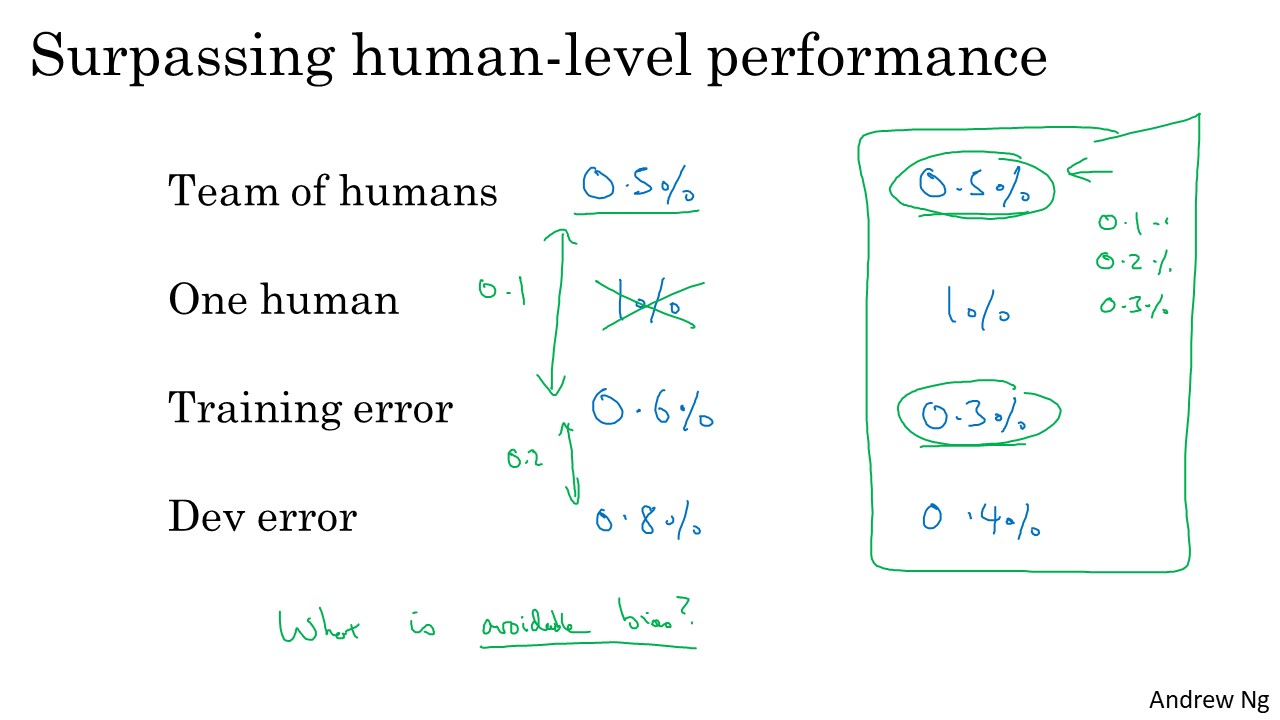 Surpassing human-level performance
Team of humans 0.5% 0.5%
0.1
0.2%
0.3%
One human 0.1 1% 1%
Training error 0.6% 0.3%
0.2
Dev error 0.8% 0.4%
What is avoidable bias?
Andrew Ng